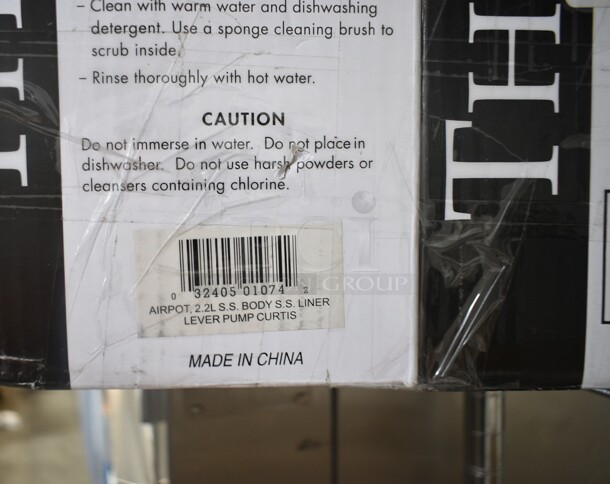 - Clean with warm water and dishwashing
detergent. Use a sponge cleaning brush to
scrub inside.
- Rinse thoroughly with hot water.
CAUTION
Do not immerse in water. Do not place in
dishwasher. Do not use harsh powders or
cleansers containing chlorine.
0 32405 01074 2
AIRPOT, 2.2L S.S. BODY S.S. LINER
LEVER PUMP CURTIS
MADE IN CHINA
GROUP